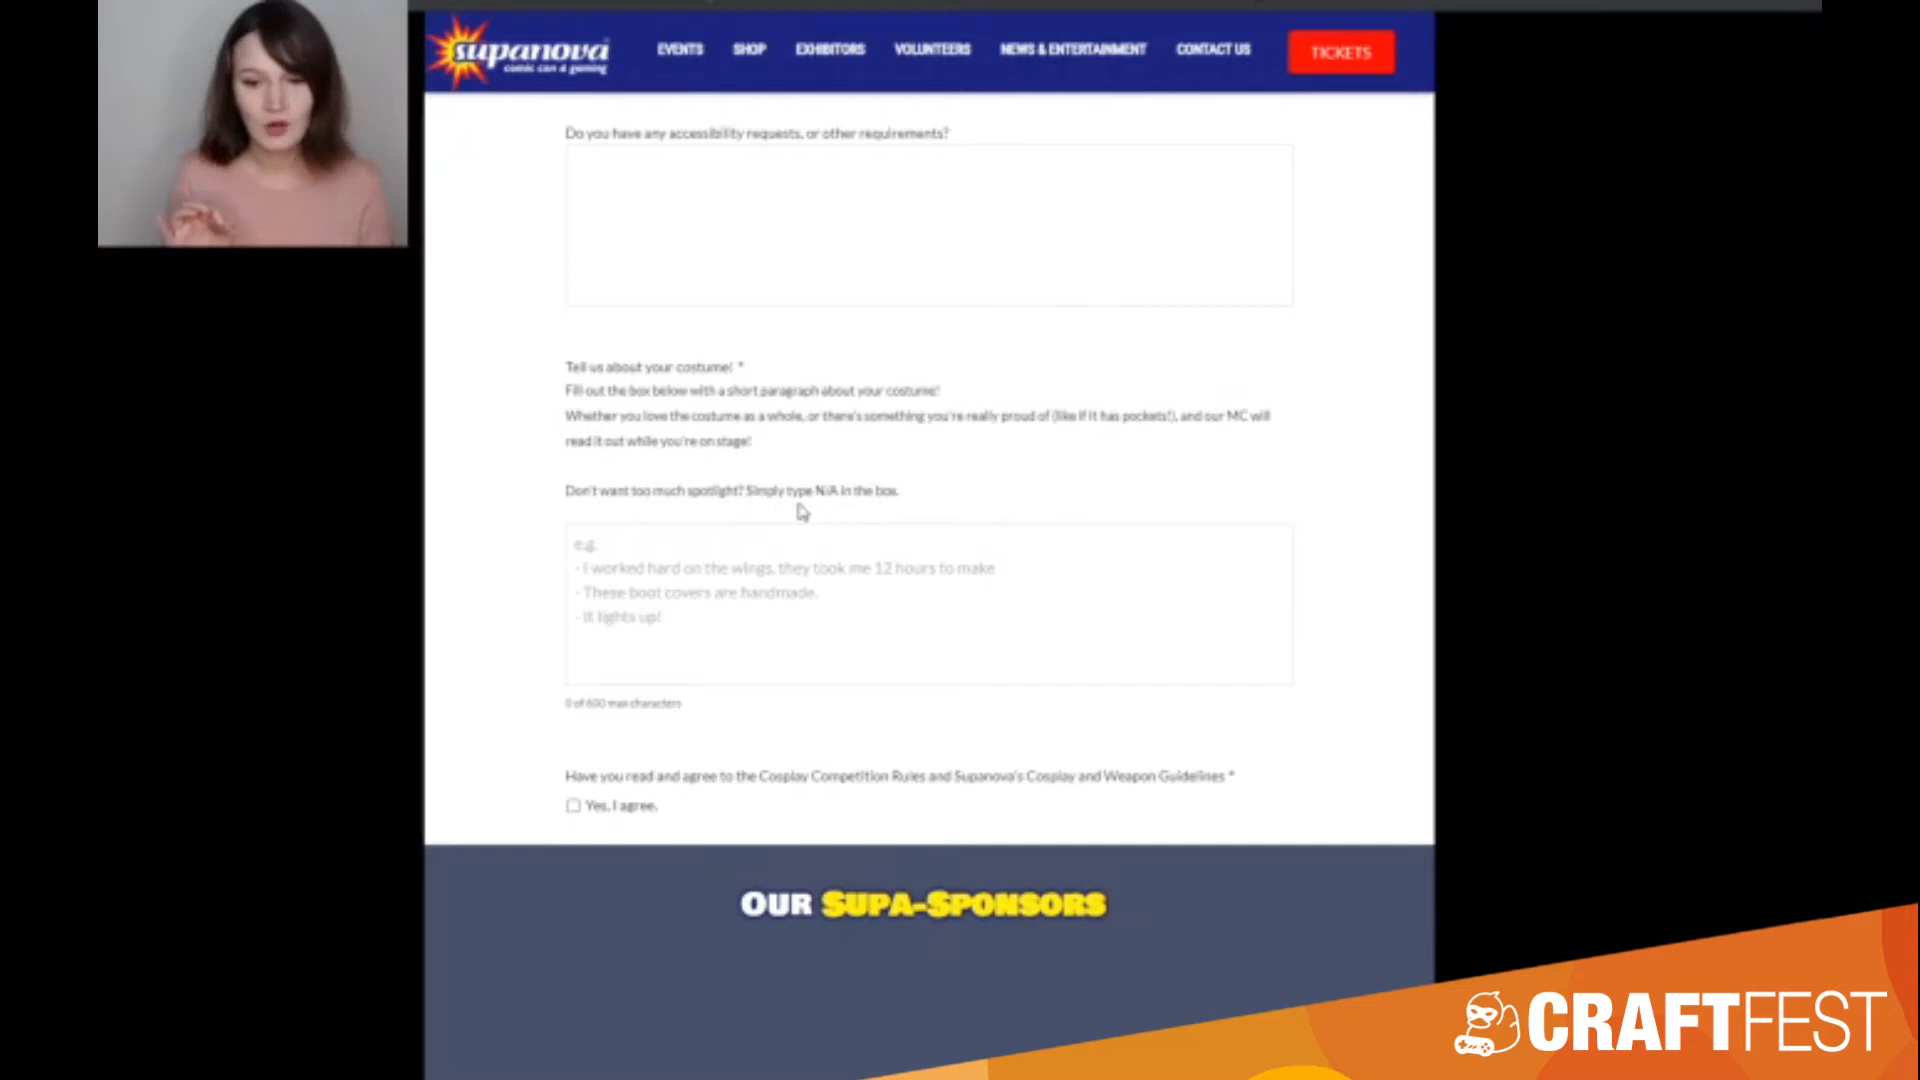 supanova
comic con & gaming
EVENTS
SHOP
EXHIBITORS
VOLUNTEERS
NEWS & ENTERTAINMENT
CONTACT US
TICKETS
Do you have any accessibility requests, or other requirements?
Tell us about your costume! *
Fill out the box below with a short paragraph about your costume!
Whether you love the costume as a whole, or there's something you're really proud of (like if it has pockets!), and our MC will
read it out while you're on stage!
Don't want too much spotlight? Simply type N/A in the box.
e.g.
- I worked hard on the wings, they took me 12 hours to make
- These boot covers are handmade.
- It lights up!
0 of 600 max characters
Have you read and agree to the Cosplay Competition Rules and Supanova's Cosplay and Weapon Guidelines *
Yes, I agree.
OUR SUPA-SPONSORS
CRAFTFEST